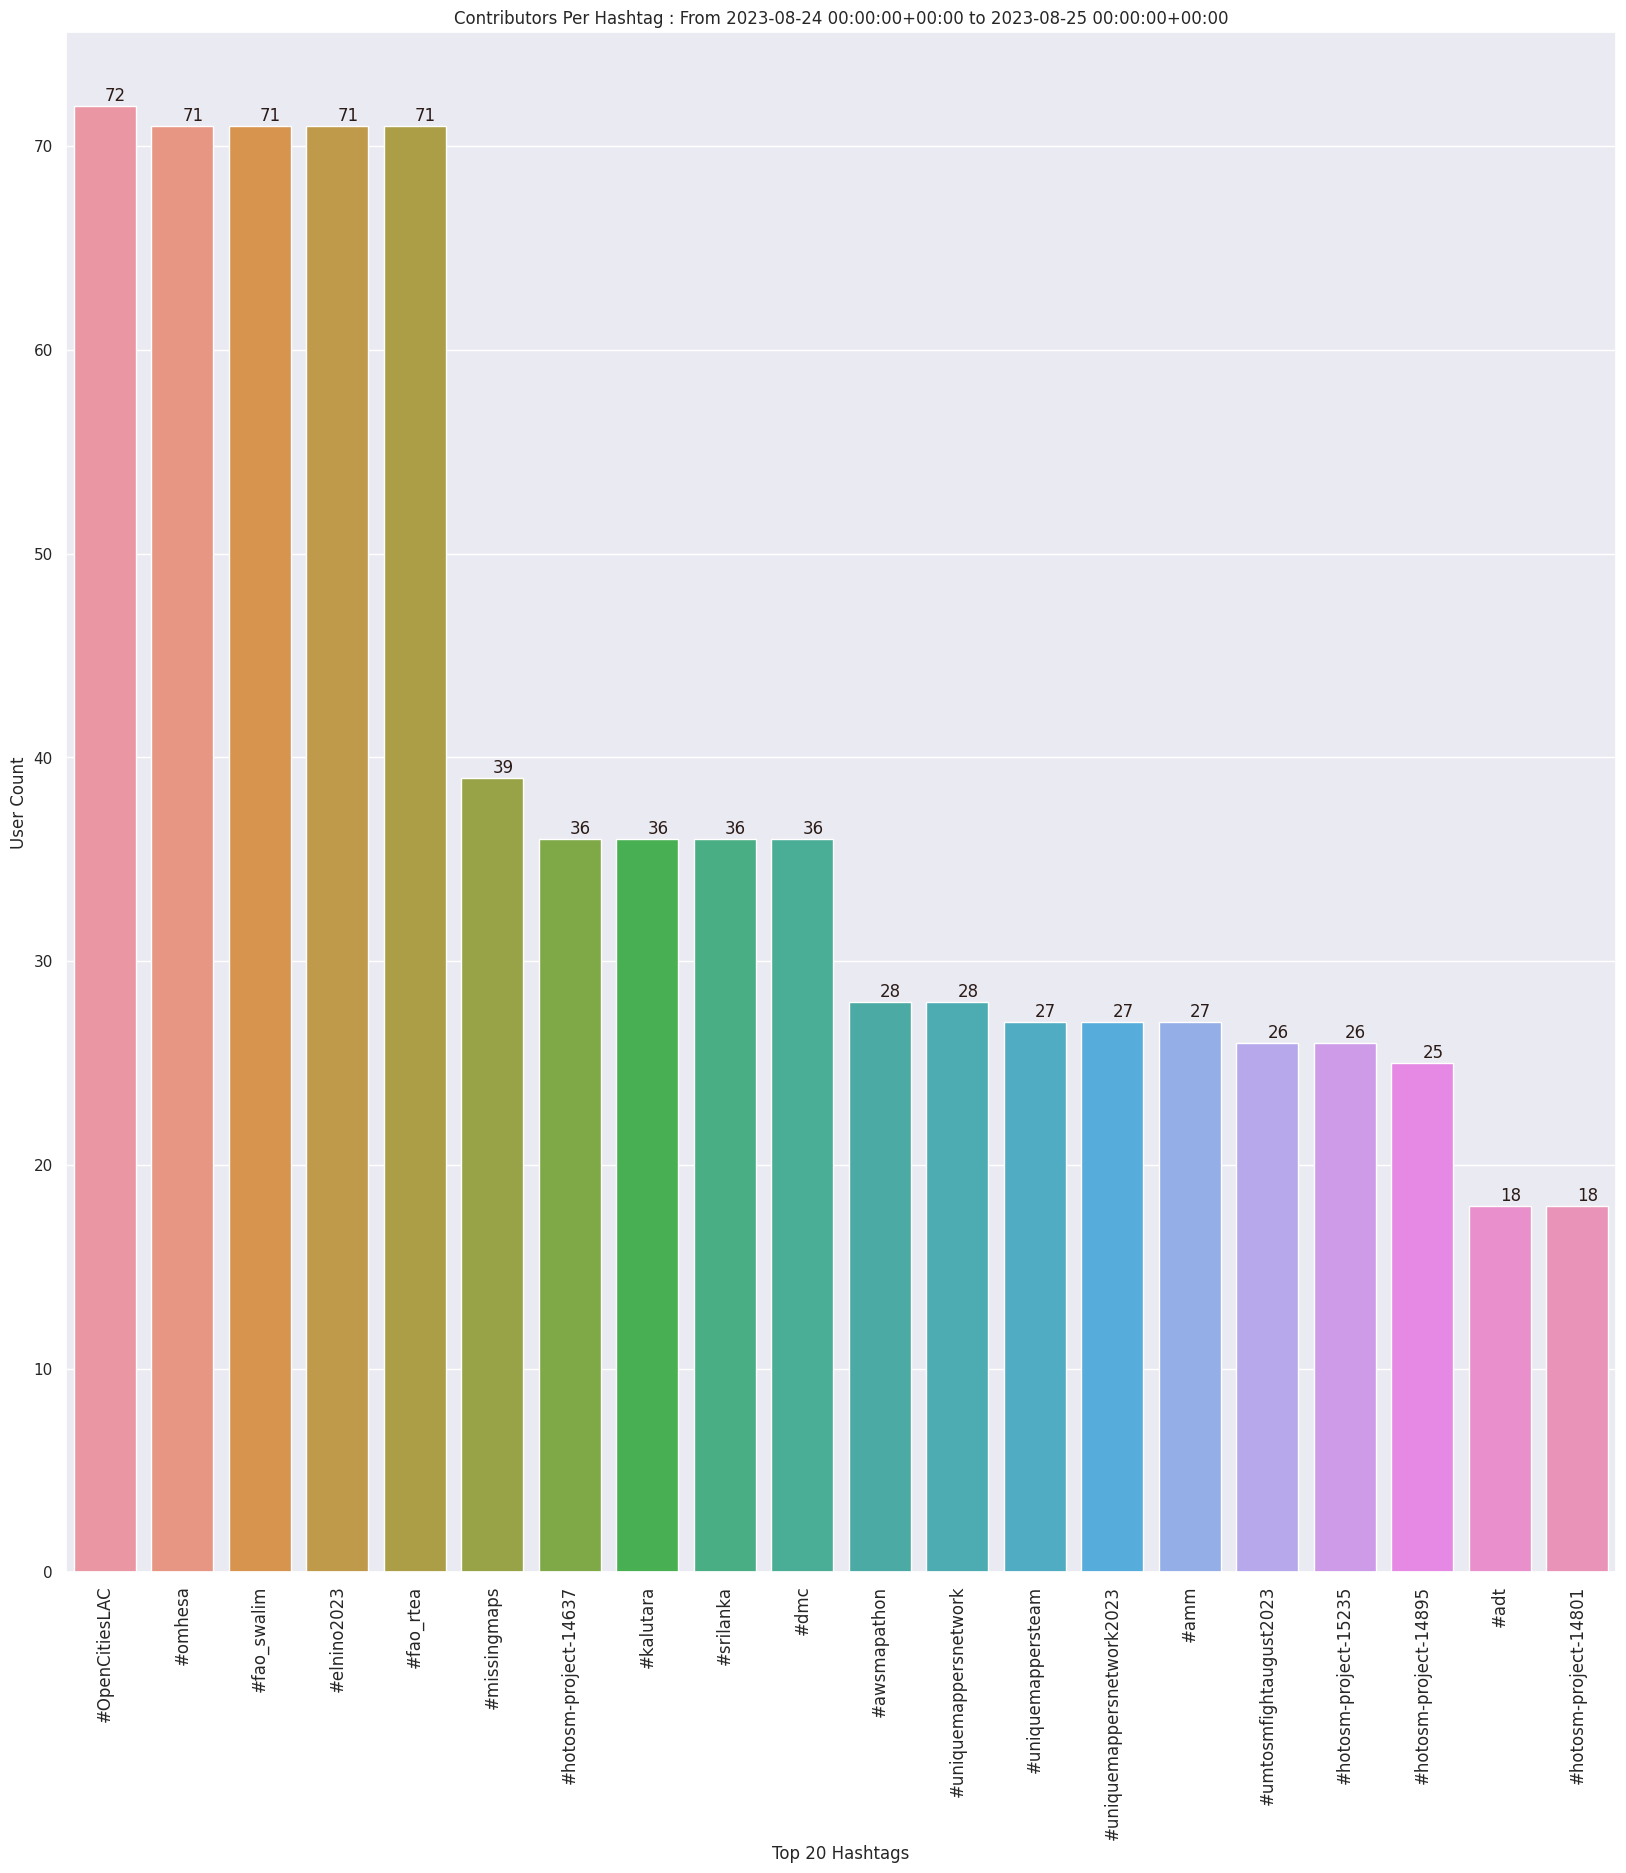 Contributors Per Hashtag : From 2023-08-24 00:00:00+00:00 to 2023-08-25 00:00:00+00:00
72
71
71
71
71
39
36
36
36
36
28
28
27
27
27
26
26
25
18
18
User Count
70
60
50
40
30
20
10
0
#OpenCitiesLAC
#omhesa
#fao_swalim
#elnino2023
#fao_rtea
#missingmaps
#hotosm-project-14637
#kalutara
#srilanka
#dmc
#awsmapathon
#uniquemappersnetwork
#uniquemappersteam
#uniquemappersnetwork2023
#amm
#umtosmfightaugust2023
#hotosm-project-15235
#hotosm-project-14895
#adt
#hotosm-project-14801
Top 20 Hashtags